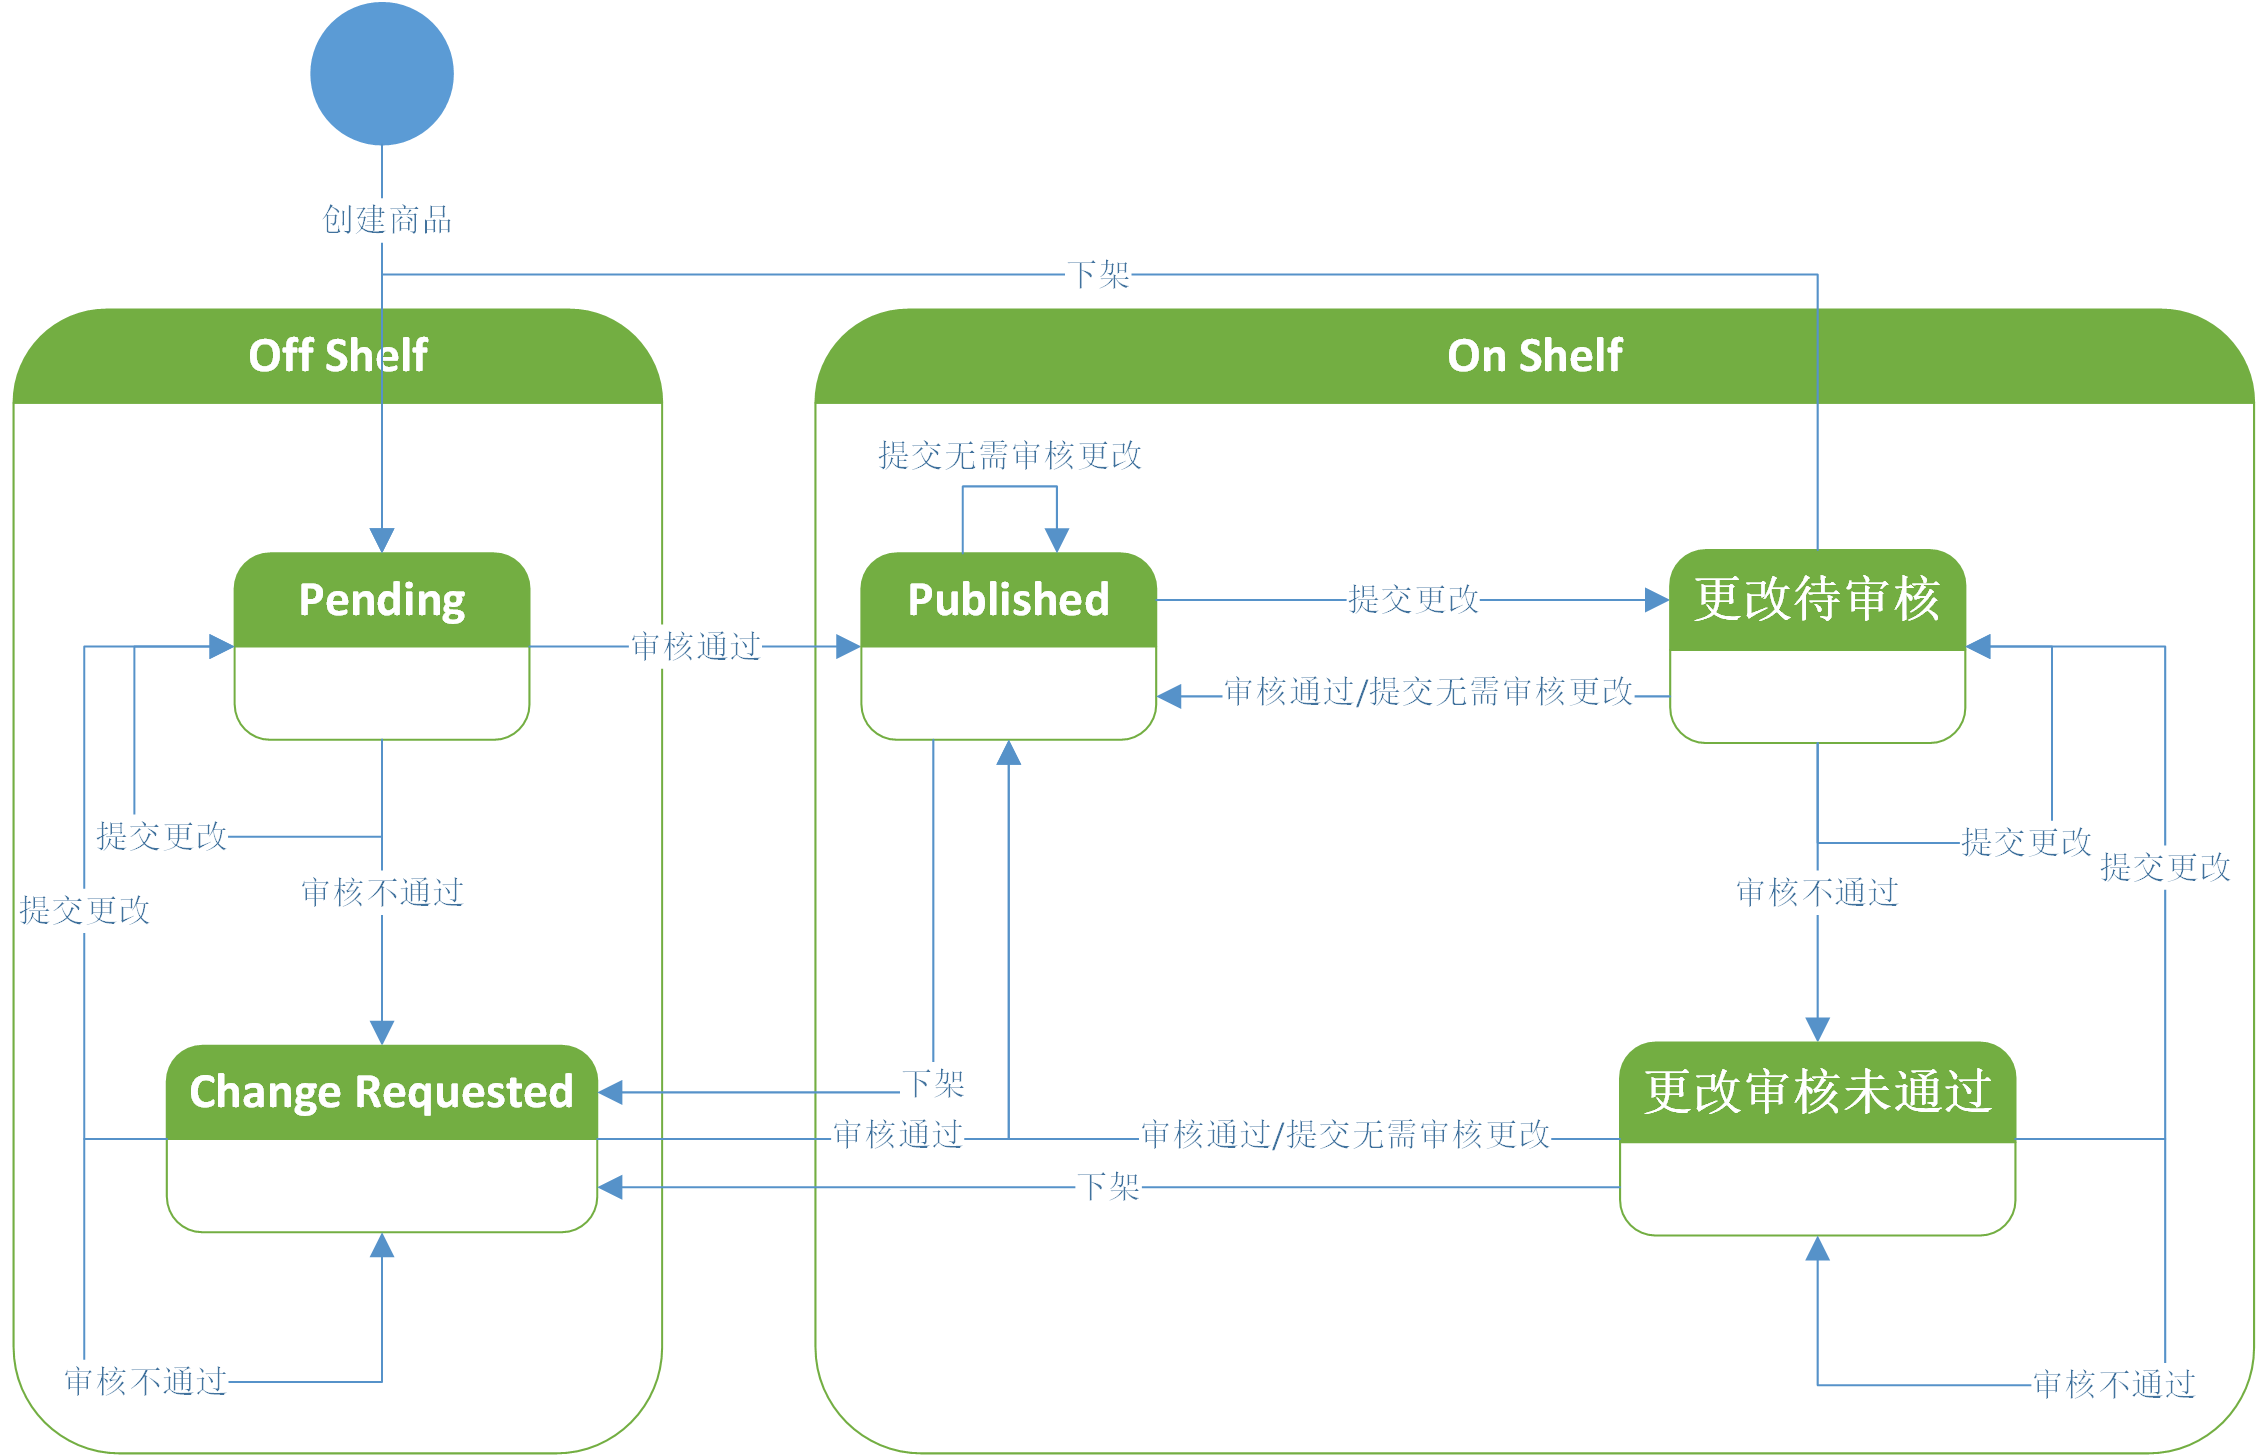 创建商品
下架
Off Shelf
On Shelf
提交无需审核更改
Pending
Published
提交更改
更改待审核
审核通过
审核通过/提交无需审核更改
提交更改
提交更改
提交更改
审核不通过
审核不通过
提交更改
Change Requested
下架
更改审核未通过
审核通过
审核通过/提交无需审核更改
下架
审核不通过
审核不通过